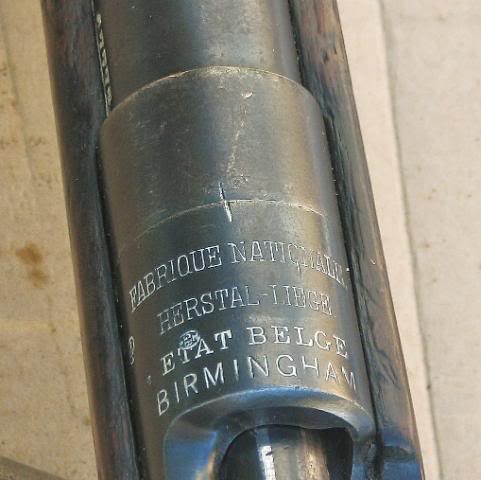 FABRIQUE NATIONALE
HERSTAL-LIEGE
ETAT BELGE
BIRMINGHAM